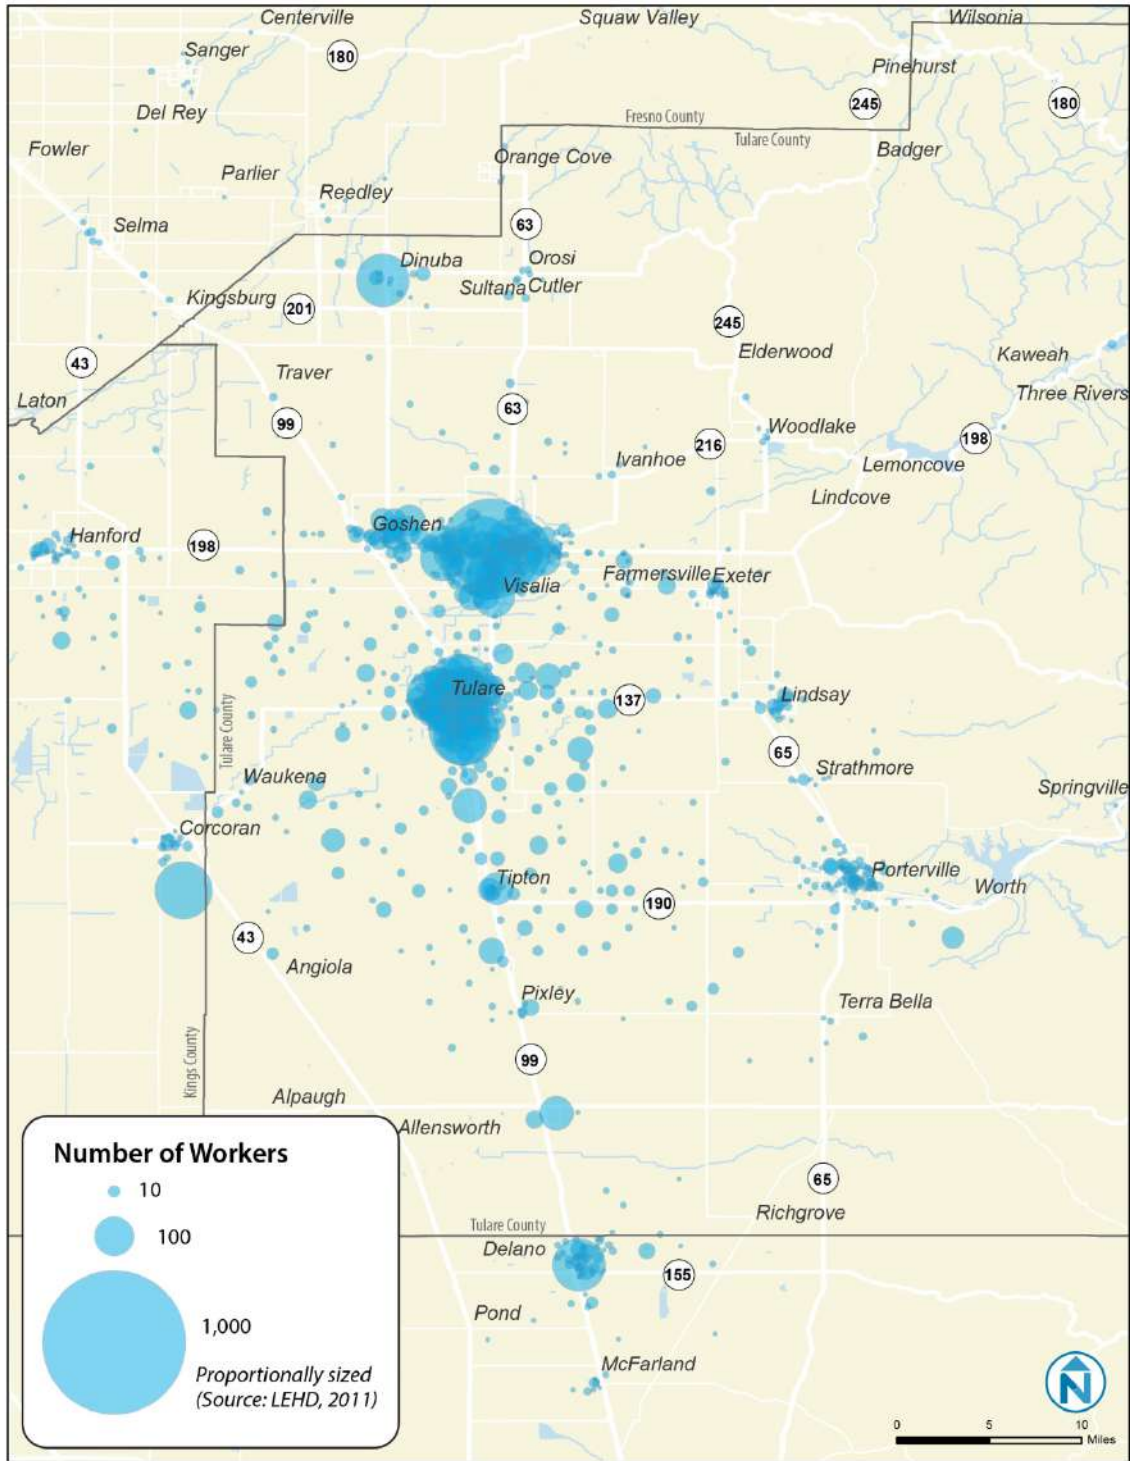 Centerville
Squaw Valley
Wilsonia
Sanger
180
Pinehurst
245
180
Del Rey
Fresno County
Tulare County
Fowler
Orange Cove
Badger
Parlier
Reedley
Selma
63
Dinuba
Orosi
Sultana
Cutler
Kingsburg
201
245
Elderwood
Kaweah
43
Traver
Three Rivers
Laton
99
63
Woodlake
216
198
Ivanhoe
Lemoncove
Lindcove
Goshen
Hanford
198
Farmersville
Exeter
Visalia
Tulare
137
Lindsay
Tulare County
65
Waukena
Strathmore
Springville
Corcoran
Tipton
Porterville
Worth
190
43
Angiola
Pixley
Terra Bella
99
Kings County
Alpaugh
Allensworth
65
Richgrove
Number of Workers
10
100
1,000
Proportionally sized
(Source: LEHD, 2011)
Tulare County
Delano
155
Pond
McFarland
N
0 5 10
Miles